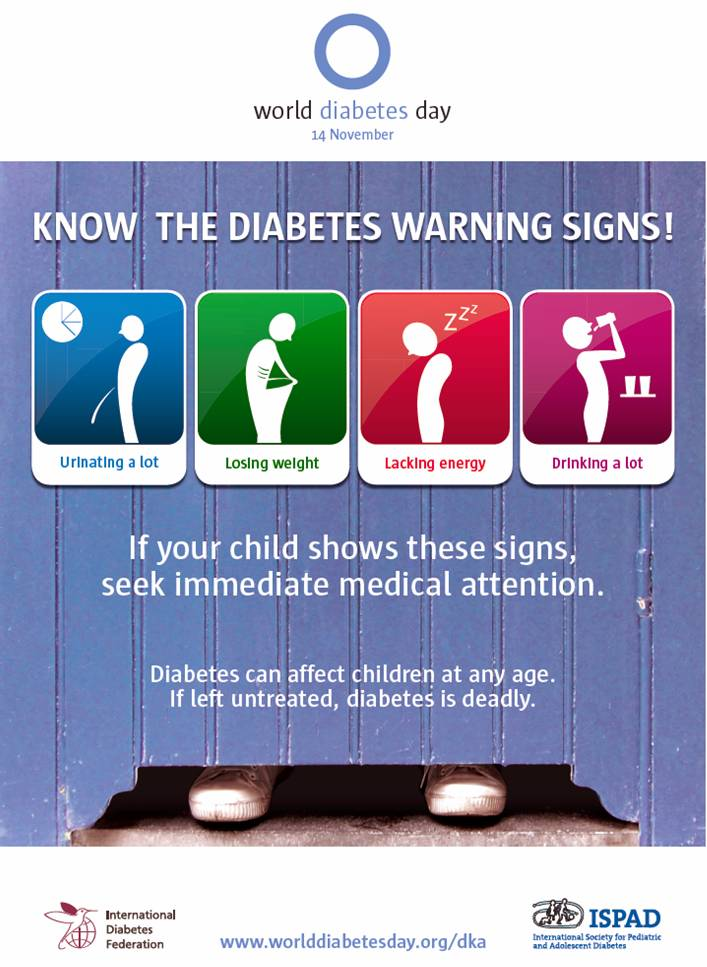 world diabetes day
14 November
KNOW THE DIABETES WARNING SIGNS!
zzz
Urinating a lot
Losing weight
Lacking energy
Drinking a lot
If your child shows these signs,
seek immediate medical attention.
Diabetes can affect children at any age.
If left untreated, diabetes is deadly.
International
Diabetes
Federation
www.worlddiabetesday.org/dka
ISPAD
International Society for Pediatric
and Adolescent Diabetes